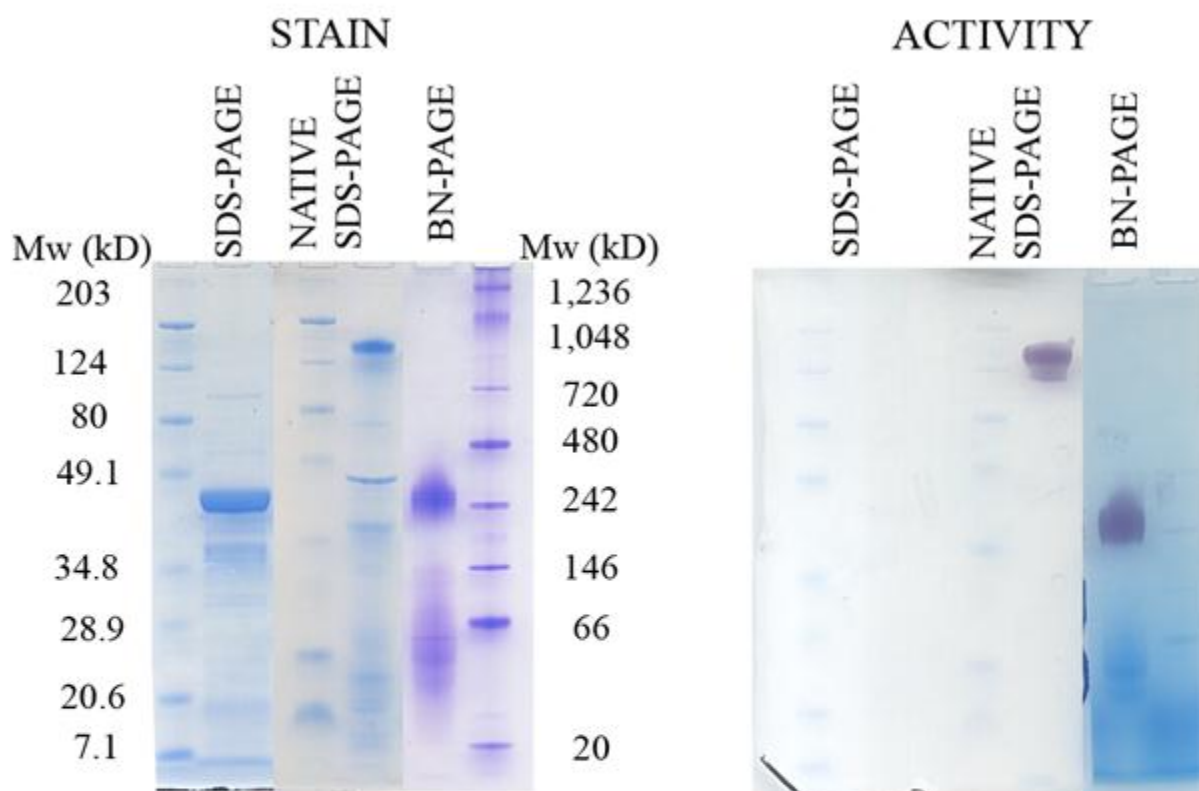 STAIN
ACTIVITY
SDS-PAGE
NATIVE
SDS-PAGE
BN-PAGE
SDS-PAGE
NATIVE
SDS-PAGE
BN-PAGE
Mw (kD)
Mw (kD)
203
124
80
49.1
34.8
28.9
20.6
7.1
1,236
1,048
720
480
242
146
66
20